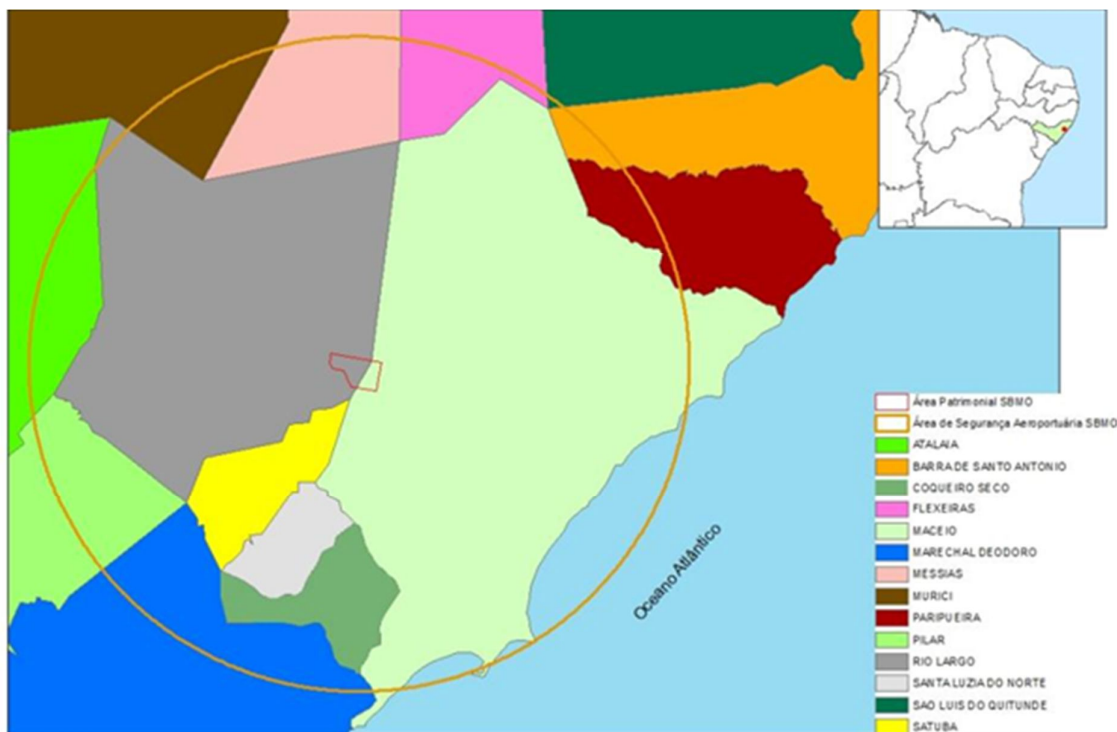 Oceano Atlântico
Área Patrimonial SBMO
Área de Segurança Aeroportuária SBMO
ATALAIA
BARRA DE SANTO ANTONIO
COQUEIRO SECO
FLEXEIRAS
MACEIO
MARECHAL DEODORO
MESSIAS
MURICI
PARIPUEIRA
PILAR
RIO LARGO
SANTA LUZIA DO NORTE
SAO LUIS DO QUITUNDE
SATUBA